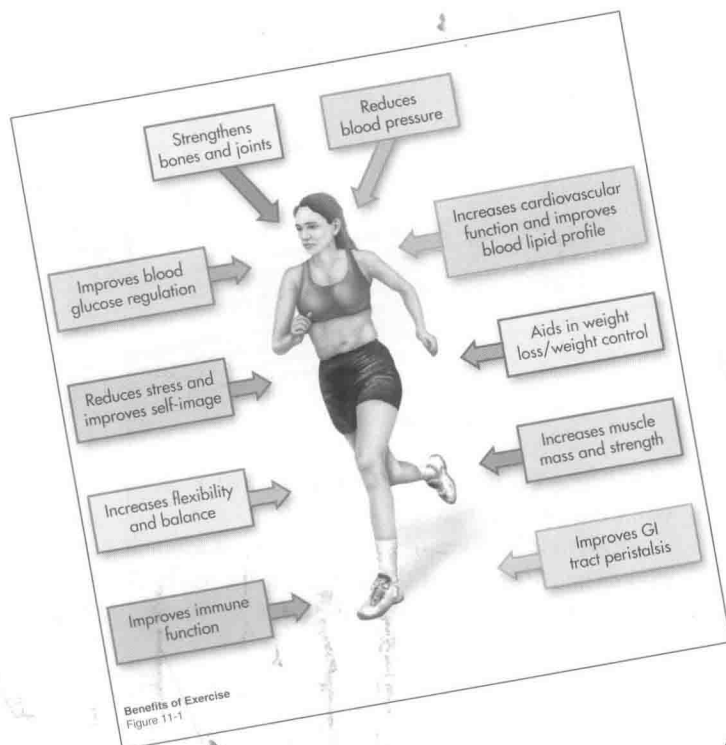 Strengthens
bones and joints
Reduces
blood pressure
Increases cardiovascular
function and improves
blood lipid profile
Improves blood
glucose regulation
Aids in weight
loss/weight control
Reduces stress and
improves self-image
Increases muscle
mass and strength
Increases flexibility
and balance
Improves GI
tract peristalsis
Improves immune
function
Benefits of Exercise
Figure 11-1